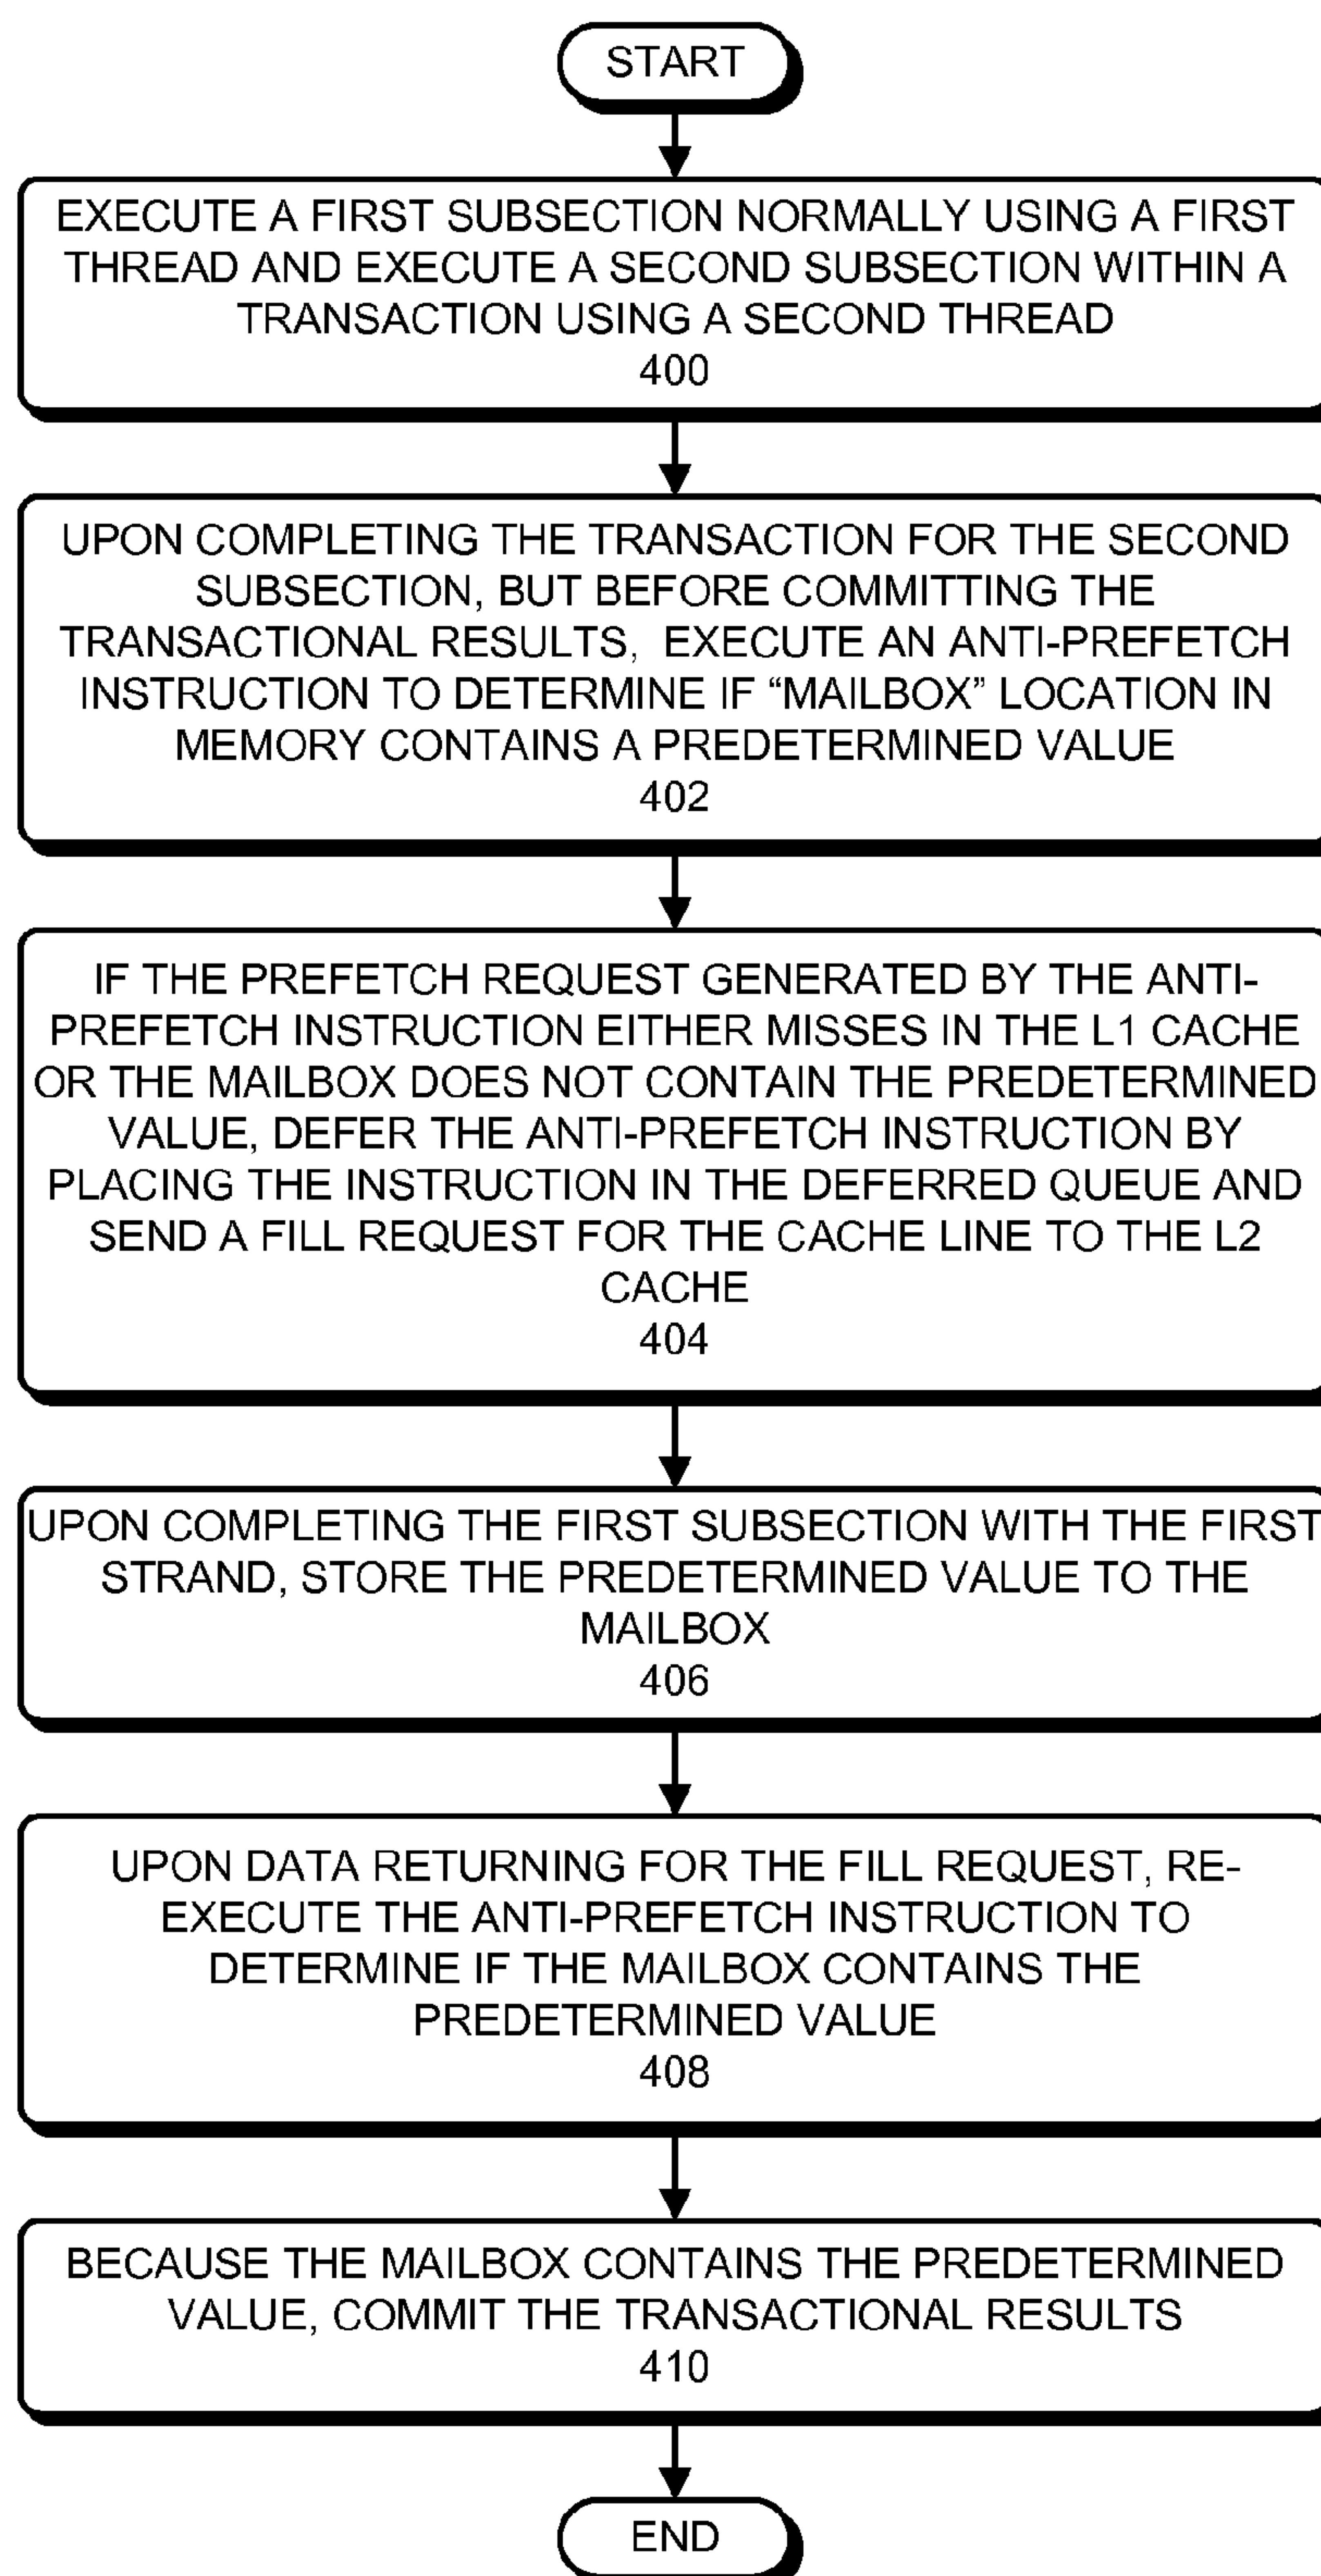 START
EXECUTE A FIRST SUBSECTION NORMALLY USING A FIRST
THREAD AND EXECUTE A SECOND SUBSECTION WITHIN A
TRANSACTION USING A SECOND THREAD
400
UPON COMPLETING THE TRANSACTION FOR THE SECOND
SUBSECTION, BUT BEFORE COMMITTING THE
TRANSACTIONAL RESULTS, EXECUTE AN ANTI-PREFETCH
INSTRUCTION TO DETERMINE IF “MAILBOX” LOCATION IN
MEMORY CONTAINS A PREDETERMINED VALUE
402
IF THE PREFETCH REQUEST GENERATED BY THE ANTI-
PREFETCH INSTRUCTION EITHER MISSES IN THE L1 CACHE
OR THE MAILBOX DOES NOT CONTAIN THE PREDETERMINED
VALUE, DEFER THE ANTI-PREFETCH INSTRUCTION BY
PLACING THE INSTRUCTION IN THE DEFERRED QUEUE AND
SEND A FILL REQUEST FOR THE CACHE LINE TO THE L2
CACHE
404
UPON COMPLETING THE FIRST SUBSECTION WITH THE FIRST
STRAND, STORE THE PREDETERMINED VALUE TO THE
MAILBOX
406
UPON DATA RETURNING FOR THE FILL REQUEST, RE-
EXECUTE THE ANTI-PREFETCH INSTRUCTION TO
DETERMINE IF THE MAILBOX CONTAINS THE
PREDETERMINED VALUE
408
BECAUSE THE MAILBOX CONTAINS THE PREDETERMINED
VALUE, COMMIT THE TRANSACTIONAL RESULTS
410
END